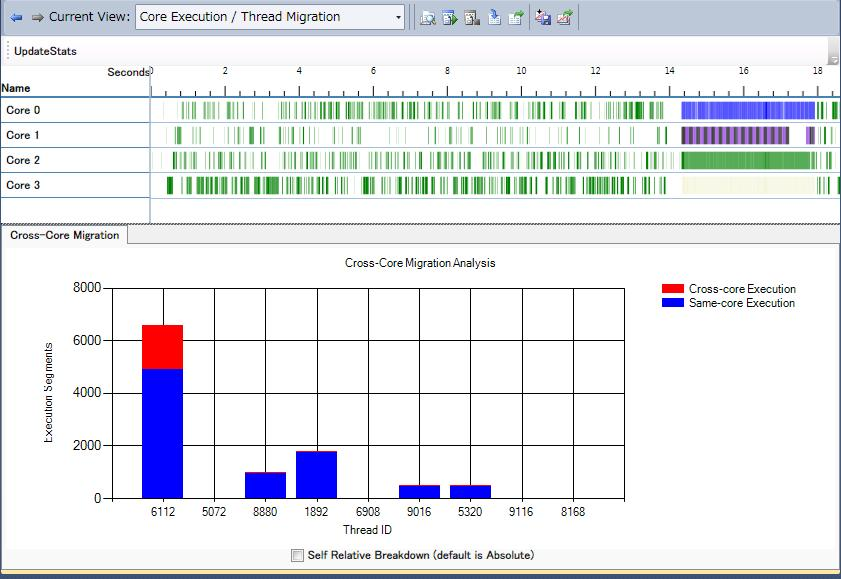 Current View: Core Execution / Thread Migration
UpdateStats
Seconds 0 2 4 6 8 10 12 14 16 18
Name
Core 0
Core 1
Core 2
Core 3
Cross-Core Migration
Cross-Core Migration Analysis
Cross-core Execution
Same-core Execution
8000
6000
4000
2000
0
Execution Segments
6112 5072 8880 1892 6908 9016 5320 9116 8168
Thread ID
Self Relative Breakdown (default is Absolute)